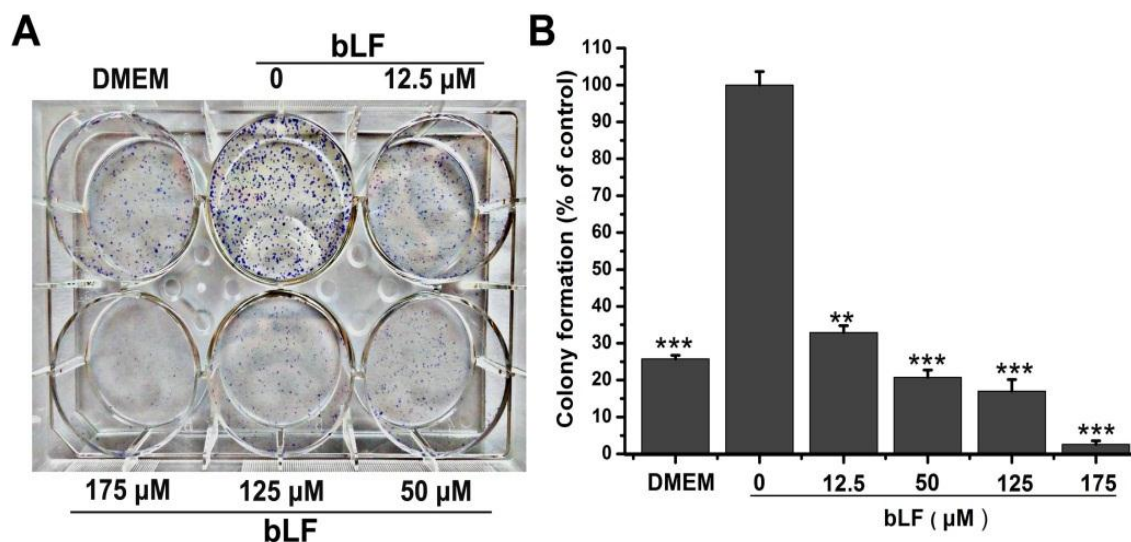 A
bLF
DMEM 0 12.5 µM
175 µM 125 µM 50 µM
bLF
B
Colony formation (% of control)
110
100
90
80
70
60
50
40
30
20
10
0
***
**
***
***
***
DMEM 0 12.5 50 125 175
bLF ( µM )